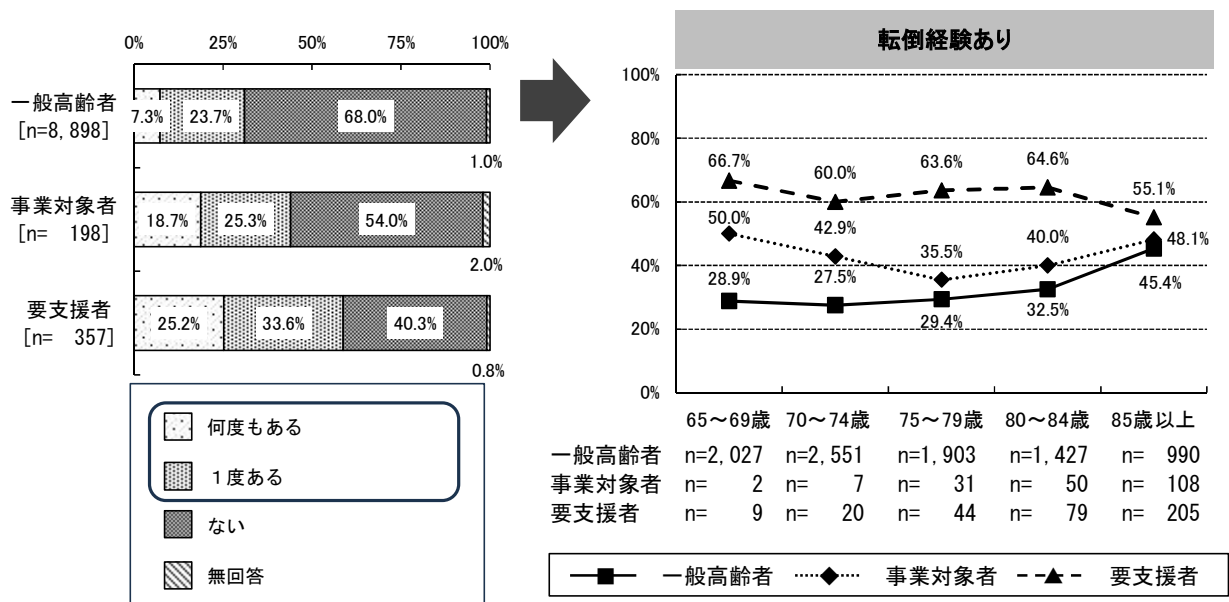 0% 25% 50% 75% 100%
一般高齢者
[n=8,898]
7.3% 23.7% 68.0%
1.0%
事業対象者
[n= 198]
18.7% 25.3% 54.0%
2.0%
要支援者
[n= 357]
25.2% 33.6% 40.3%
0.8%
何度もある
１度ある
ない
無回答
転倒経験あり
100%
80%
60%
40%
20%
0%
66.7% 60.0% 63.6% 64.6% 55.1%
50.0% 42.9% 35.5% 40.0% 48.1%
28.9% 27.5% 29.4% 32.5% 45.4%
65～69歳 70～74歳 75～79歳 80～84歳 85歳以上
一般高齢者 n=2,027 n=2,551 n=1,903 n=1,427 n= 990
事業対象者 n= 2 n= 7 n= 31 n= 50 n= 108
要支援者 n= 9 n= 20 n= 44 n= 79 n= 205
一般高齢者 事業対象者 要支援者